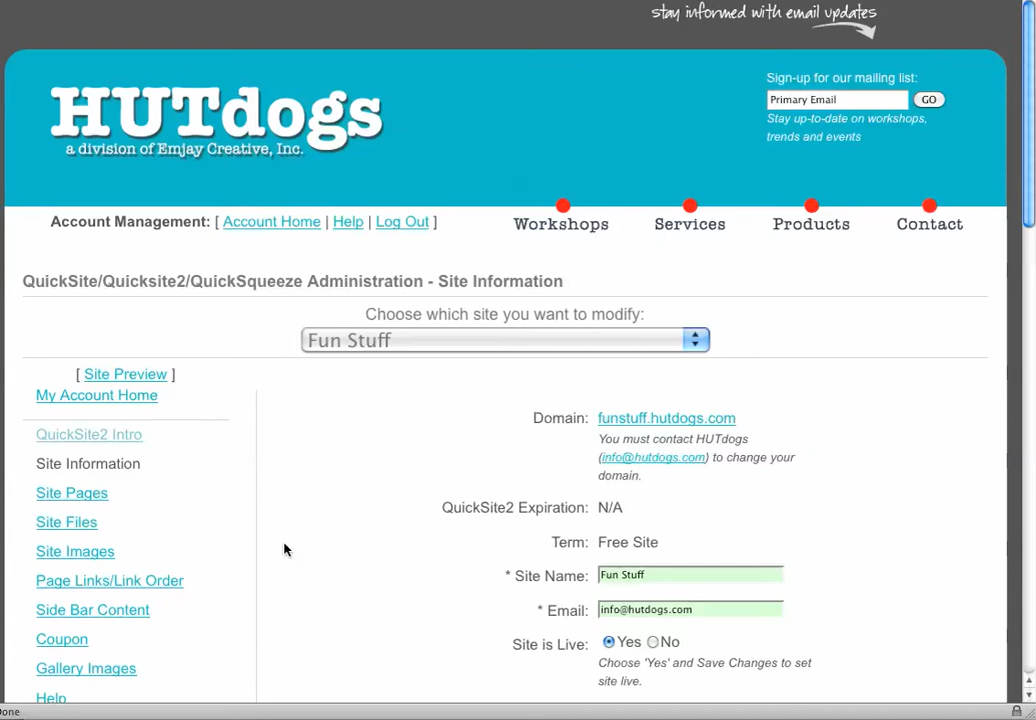 stay informed with email updates
HUTdogs
a division of Emjay Creative, Inc.
Sign-up for our mailing list:
Primary Email GO
Stay up-to-date on workshops,
trends and events
Account Management: [ Account Home | Help | Log Out ]
Workshops Services Products Contact
QuickSite/Quicksite2/QuickSqueeze Administration - Site Information
Choose which site you want to modify:
Fun Stuff
[ Site Preview ]
My Account Home
QuickSite2 Intro
Site Information
Site Pages
Site Files
Site Images
Page Links/Link Order
Side Bar Content
Coupon
Gallery Images
Help
Domain: funstuff.hutdogs.com
You must contact HUTdogs
(info@hutdogs.com) to change your
domain.
QuickSite2 Expiration: N/A
Term: Free Site
* Site Name: Fun Stuff
* Email: info@hutdogs.com
Site is Live: Yes No
Choose 'Yes' and Save Changes to set
site live.
Done